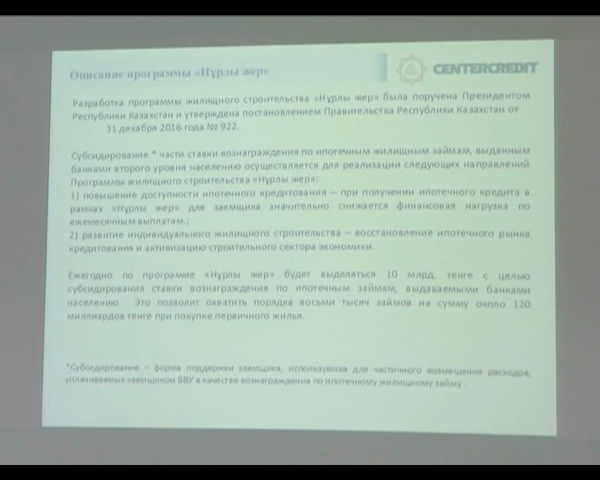 Описание программы «Нұрлы жер»
CENTERCREDIT
Разработка программы жилищного строительства «Нұрлы жер» была поручена Президентом
Республики Казахстан и утверждена постановлением Правительства Республики Казахстан от
31 декабря 2016 года № 922.
Субсидирование * части ставки вознаграждения по ипотечным жилищным займам, выданным
банками второго уровня населению осуществляется для реализации следующих направлений
Программы жилищного строительства «Нұрлы жер»:
1) повышение доступности ипотечного кредитования – при получении ипотечного кредита в
рамках «Нұрлы жер» для заемщика значительно снижается финансовая нагрузка по
ежемесячным выплатам.;
2) развитие индивидуального жилищного строительства – восстановление ипотечного рынка
кредитования и активизацию строительного сектора экономики.
Ежегодно по программе «Нұрлы жер» будет выделяться 10 млрд. тенге с целью
субсидирования ставки вознаграждения по ипотечным займам, выдаваемыми банками
населению . Это позволит охватить порядка восьми тысяч займов на сумму около 120
миллиардов тенге при покупке первичного жилья.
*Субсидирование – форма поддержки заемщика, используемая для частичного возмещения расходов,
уплачиваемых заемщиком БВУ в качестве вознаграждения по ипотечному жилищному займу .